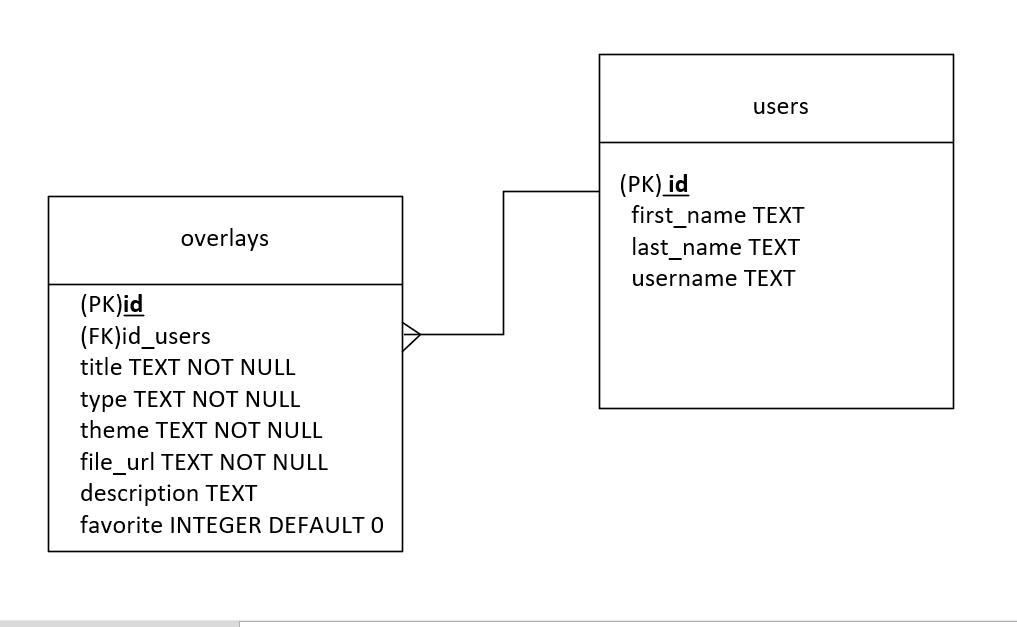 users
(PK) id
first_name TEXT
last_name TEXT
username TEXT
overlays
(PK)id
(FK)id_users
title TEXT NOT NULL
type TEXT NOT NULL
theme TEXT NOT NULL
file_url TEXT NOT NULL
description TEXT
favorite INTEGER DEFAULT 0